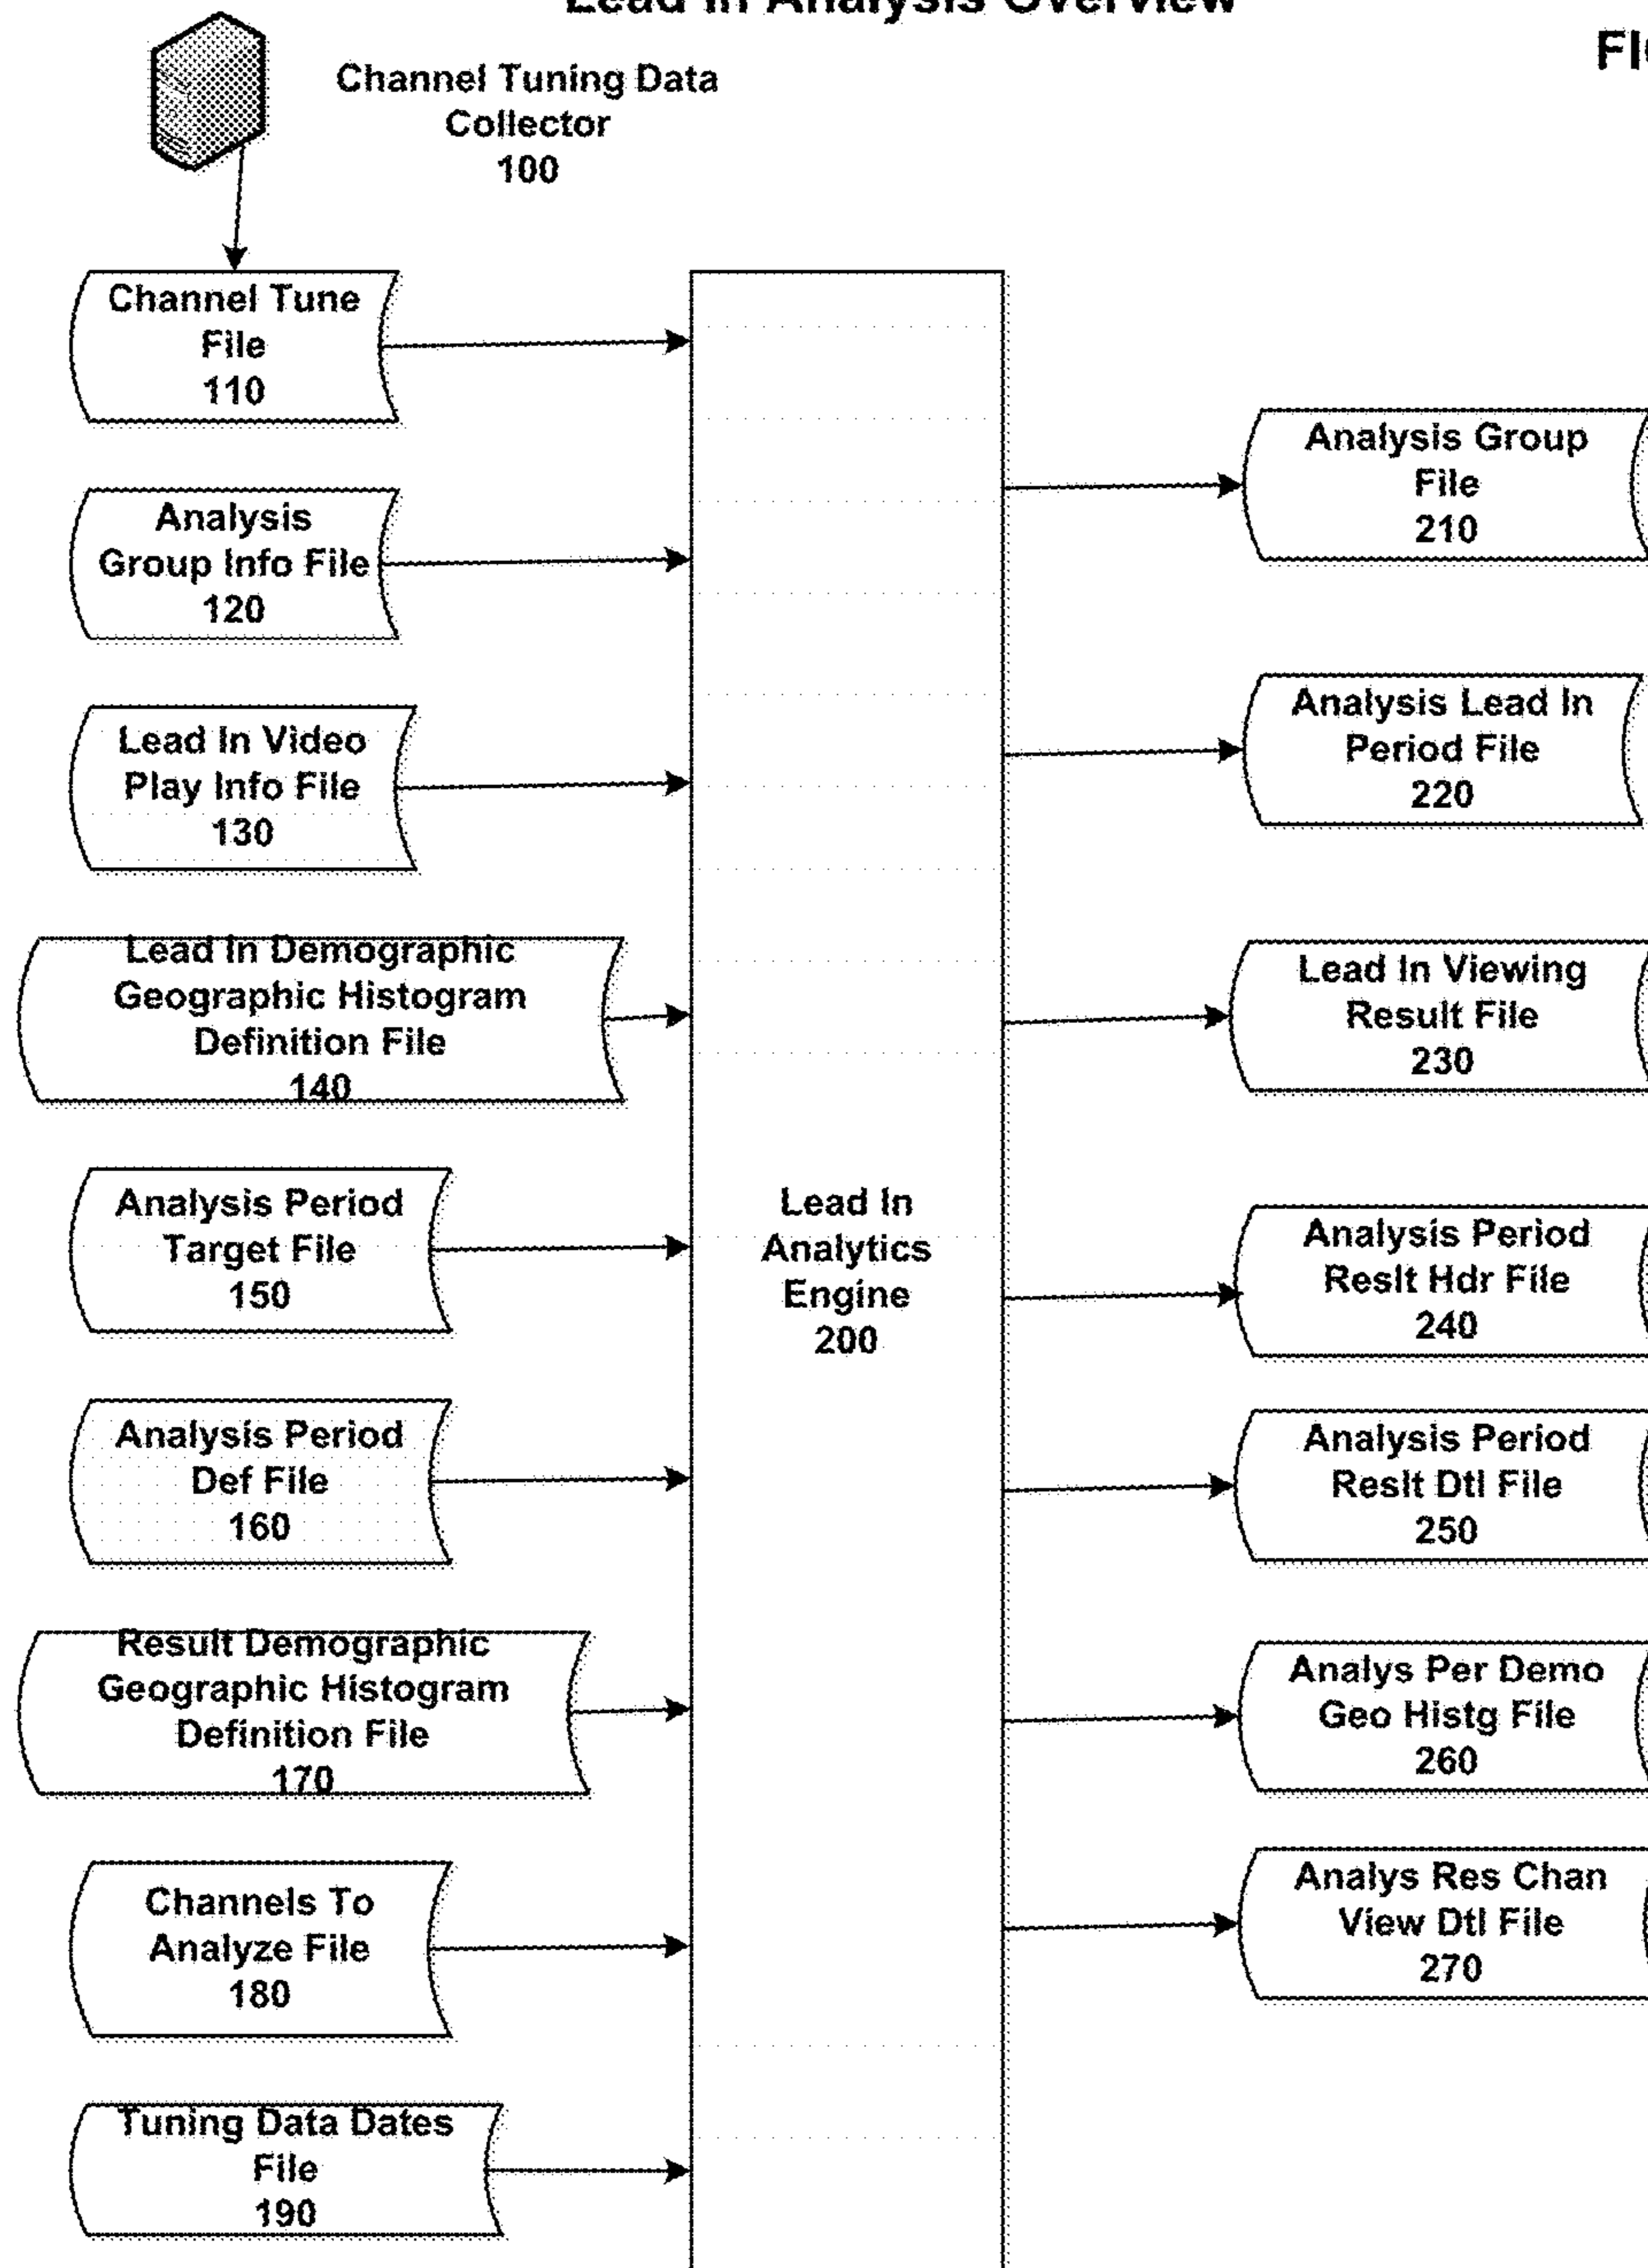 Lead In Analysis Overview
Channel Tuning Data
Collector
100
Channel Tune
File
110
Analysis
Group Info File
120
Lead In Video
Play Info File
130
Lead In Demographic
Geographic Histogram
Definition File
140
Analysis Period
Target File
150
Analysis Period
Def File
160
Result Demographic
Geographic Histogram
Definition File
170
Channels To
Analyze File
180
Tuning Data Dates
File
190
Lead In
Analytics
Engine
200
Analysis Group
File
210
Analysis Lead In
Period File
220
Lead In Viewing
Result File
230
Analysis Period
Reslt Hdr File
240
Analysis Period
Reslt Dtl File
250
Analys Per Demo
Geo Histg File
260
Analys Res Chan
View Dtl File
270